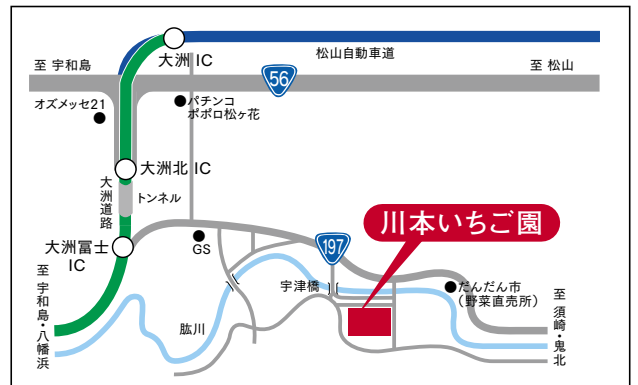 大洲 IC
松山自動車道
至 宇和島
56
至 松山
オズメッセ21
パチンコ
ポポロ松ヶ花
大洲北 IC
大洲道路
トンネル
川本いちご園
大洲冨士
IC
GS
197
宇津橋
だんだん市
(野菜直売所)
至 宇和島・八幡浜
肱川
至 須崎・鬼北